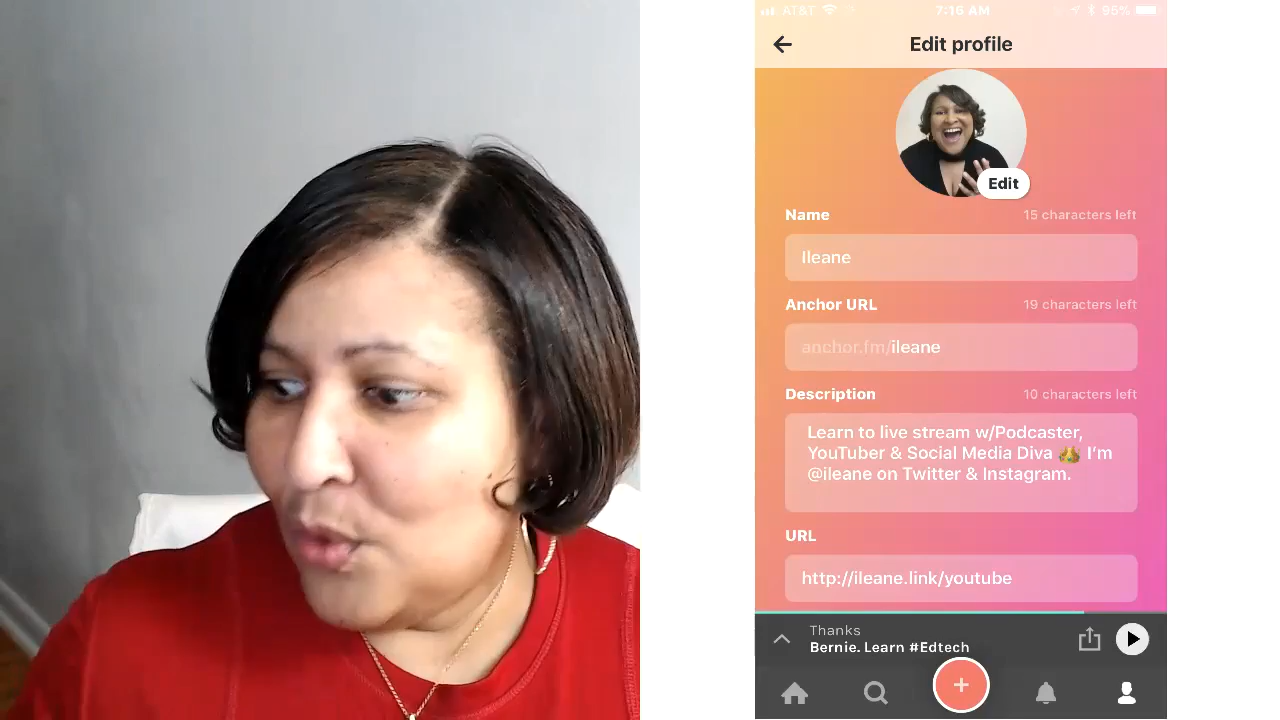 AT&T 7:16 AM 95%
Edit profile
Edit
Name 15 characters left
Ileane
Anchor URL 19 characters left
anchor.fm/ileane
Description 10 characters left
Learn to live stream w/Podcaster,
YouTuber & Social Media Diva I'm
@ileane on Twitter & Instagram.
URL
http://ileane.link/youtube
Thanks
Bernie. Learn #Edtech